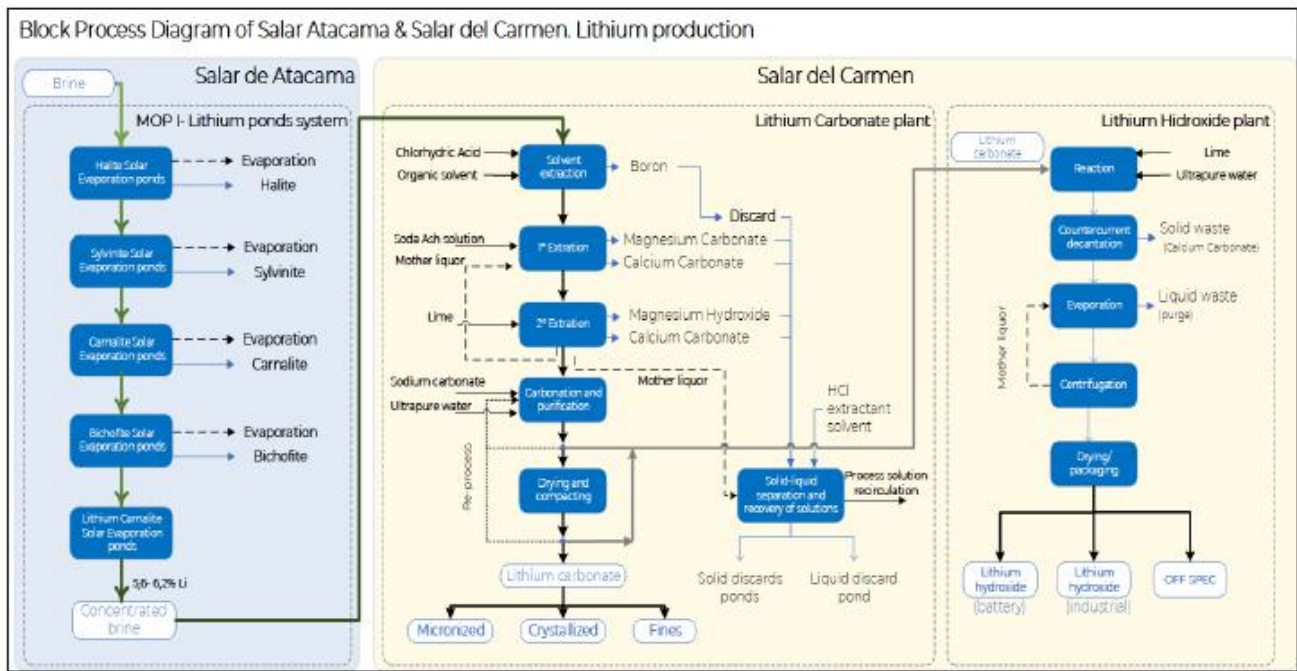 Block Process Diagram of Salar Atacama & Salar del Carmen. Lithium production
Salar de Atacama
Brine
MOP I- Lithium ponds system
Halite Solar
Evaporation ponds
Evaporation
Halite
Sylvinite Solar
Evaporation ponds
Evaporation
Sylvinite
Carnalite Solar
Evaporation ponds
Evaporation
Carnalite
Bichofite Solar
Evaporation ponds
Evaporation
Bichofite
Lithium Carnalite
Solar Evaporation
ponds
5,6- 6,2% Li
Concentrated
brine
Salar del Carmen
Lithium Carbonate plant
Chlorhydric Acid
Organic solvent
Solvent
extraction
Boron
Discard
Soda Ash solution
Mother liquor
1º Extration
Magnesium Carbonate
Calcium Carbonate
Lime
2º Extration
Magnesium Hydroxide
Calcium Carbonate
Mother liquor
Sodium carbonate
Ultrapure water
Carbonation and
purification
HCl
extractant
solvent
Re-process
Drying and
compacting
Solid-liquid
separation and
recovery of solutions
Process solution
recirculation
Lithium carbonate
Solid discards
ponds
Liquid discard
pond
Micronized
Crystallized
Fines
Lithium Hidroxide plant
Lithium
carbonate
Reaction
Lime
Ultrapure water
Countercurrent
decantation
Solid waste
(Calcium Carbonate)
Evaporation
Liquid waste
(purge)
Mother liquor
Centrifugation
Drying/
packaging
Lithium
hydroxide
(battery)
Lithium
hydroxide
(industrial)
OFF SPEC